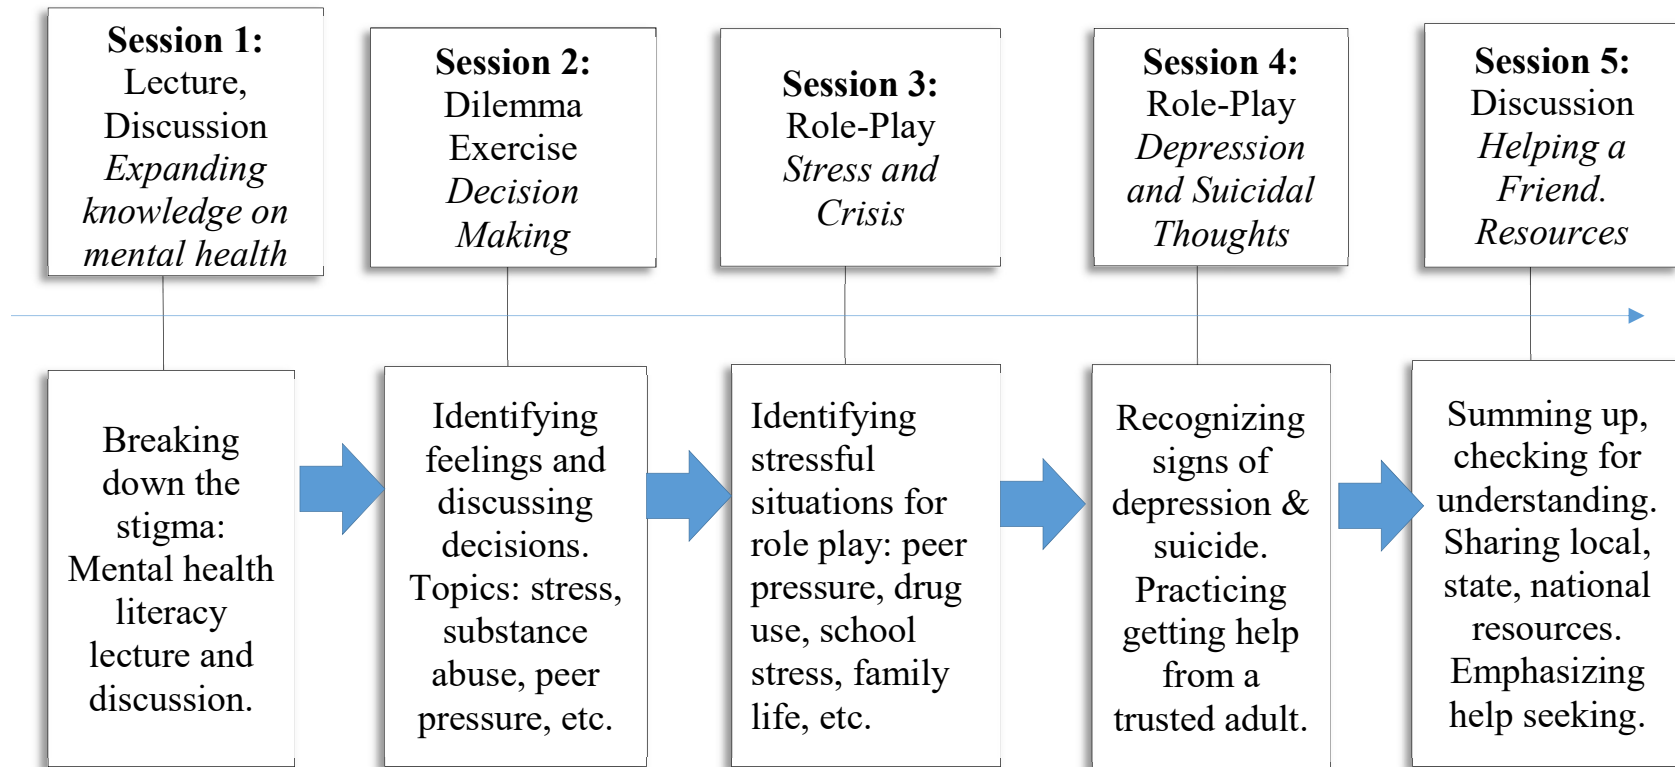 Session 1:
Lecture,
Discussion
Expanding
knowledge on
mental health
Session 2:
Dilemma
Exercise
Decision
Making
Session 3:
Role-Play
Stress and
Crisis
Session 4:
Role-Play
Depression
and Suicidal
Thoughts
Session 5:
Discussion
Helping a
Friend.
Resources
Breaking
down the
stigma:
Mental health
literacy
lecture and
discussion.
Identifying
feelings and
discussing
decisions.
Topics: stress,
substance
abuse, peer
pressure, etc.
Identifying
stressful
situations for
role play: peer
pressure, drug
use, school
stress, family
life, etc.
Recognizing
signs of
depression &
suicide.
Practicing
getting help
from a
trusted adult.
Summing up,
checking for
understanding.
Sharing local,
state, national
resources.
Emphasizing
help seeking.